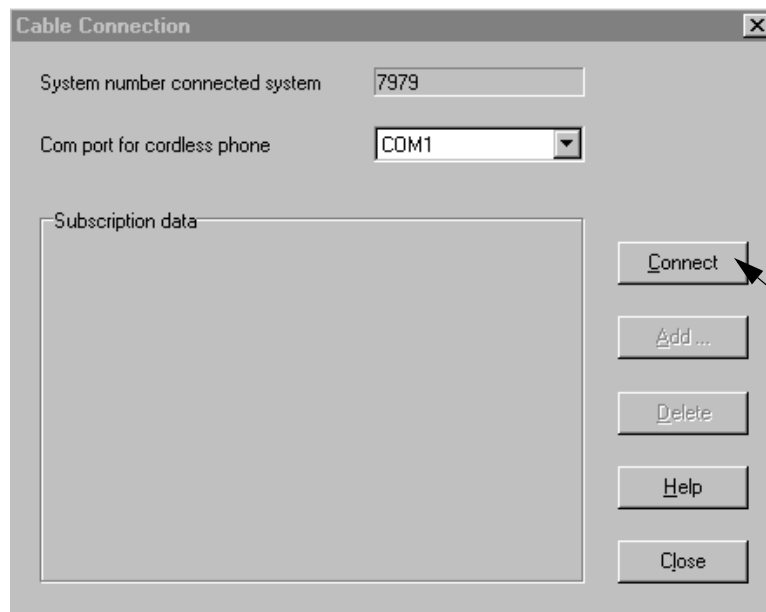 Cable Connection
System number connected system 7979
Com port for cordless phone COM1
Subscription data
Connect
Add ...
Delete
Help
Close